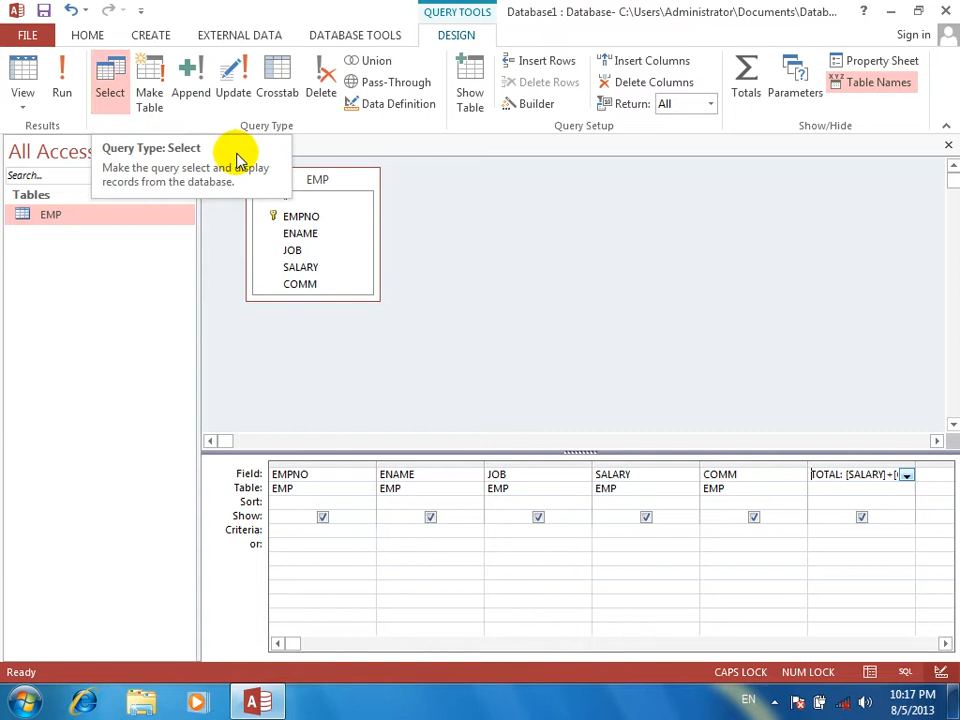 QUERY TOOLS
Database1 : Database- C:\Users\Administrator\Documents\Datab...
?
FILE
HOME
CREATE
EXTERNAL DATA
DATABASE TOOLS
DESIGN
Sign in
View
Run
Select
Make Table
Append
Update
Crosstab
Delete
Union
Pass-Through
Data Definition
Show Table
Insert Rows
Delete Rows
Builder
Insert Columns
Delete Columns
Return: All
Totals
Parameters
Property Sheet
XYZ Table Names
Results
Query Type
Query Setup
Show/Hide
All Access
Query Type: Select
Make the query select and display
records from the database.
Search...
Tables
EMP
EMP
EMPNO
ENAME
JOB
SALARY
COMM
Field: EMPNO ENAME JOB SALARY COMM TOTAL: [SALARY]+[
Table: EMP EMP EMP EMP EMP
Sort:
Show:
Criteria:
or:
Ready
CAPS LOCK
NUM LOCK
SQL
EN
10:17 PM
8/5/2013